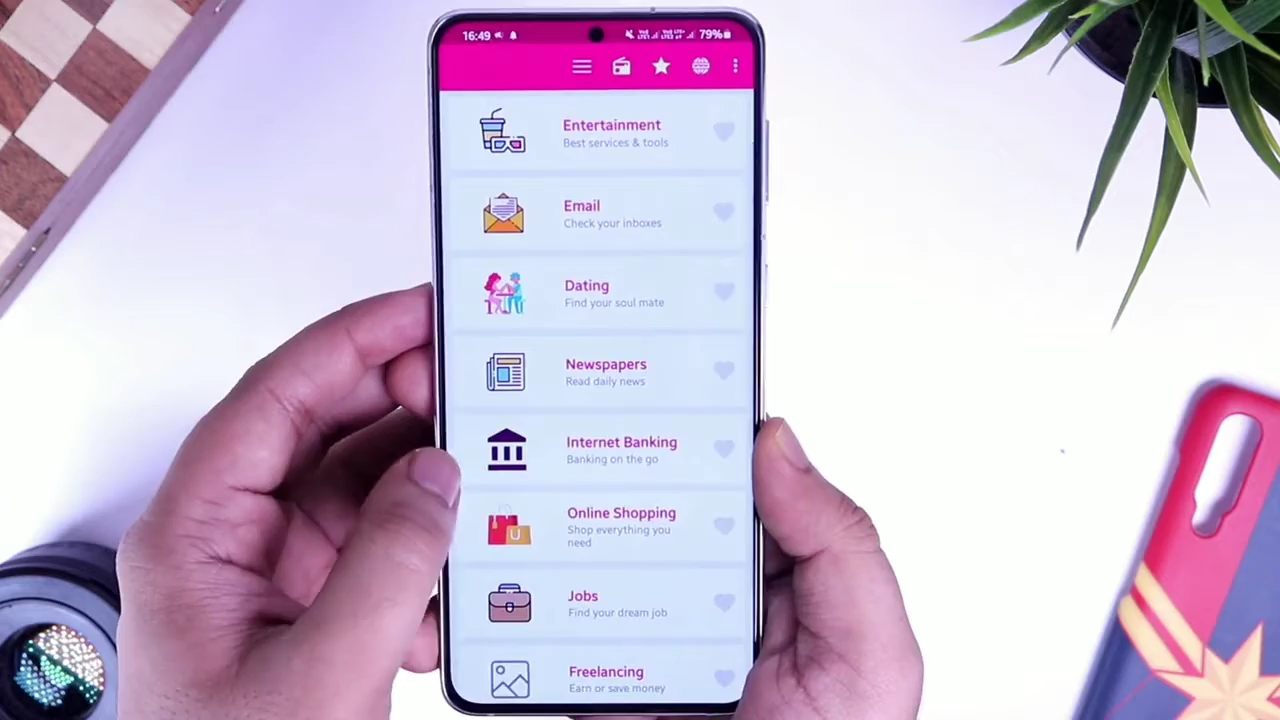 16:49
79%
Entertainment
Best services & tools
Email
Check your inboxes
Dating
Find your soul mate
Newspapers
Read daily news
Internet Banking
Banking on the go
Online Shopping
Shop everything you
need
Jobs
Find your dream job
Freelancing
Earn or save money